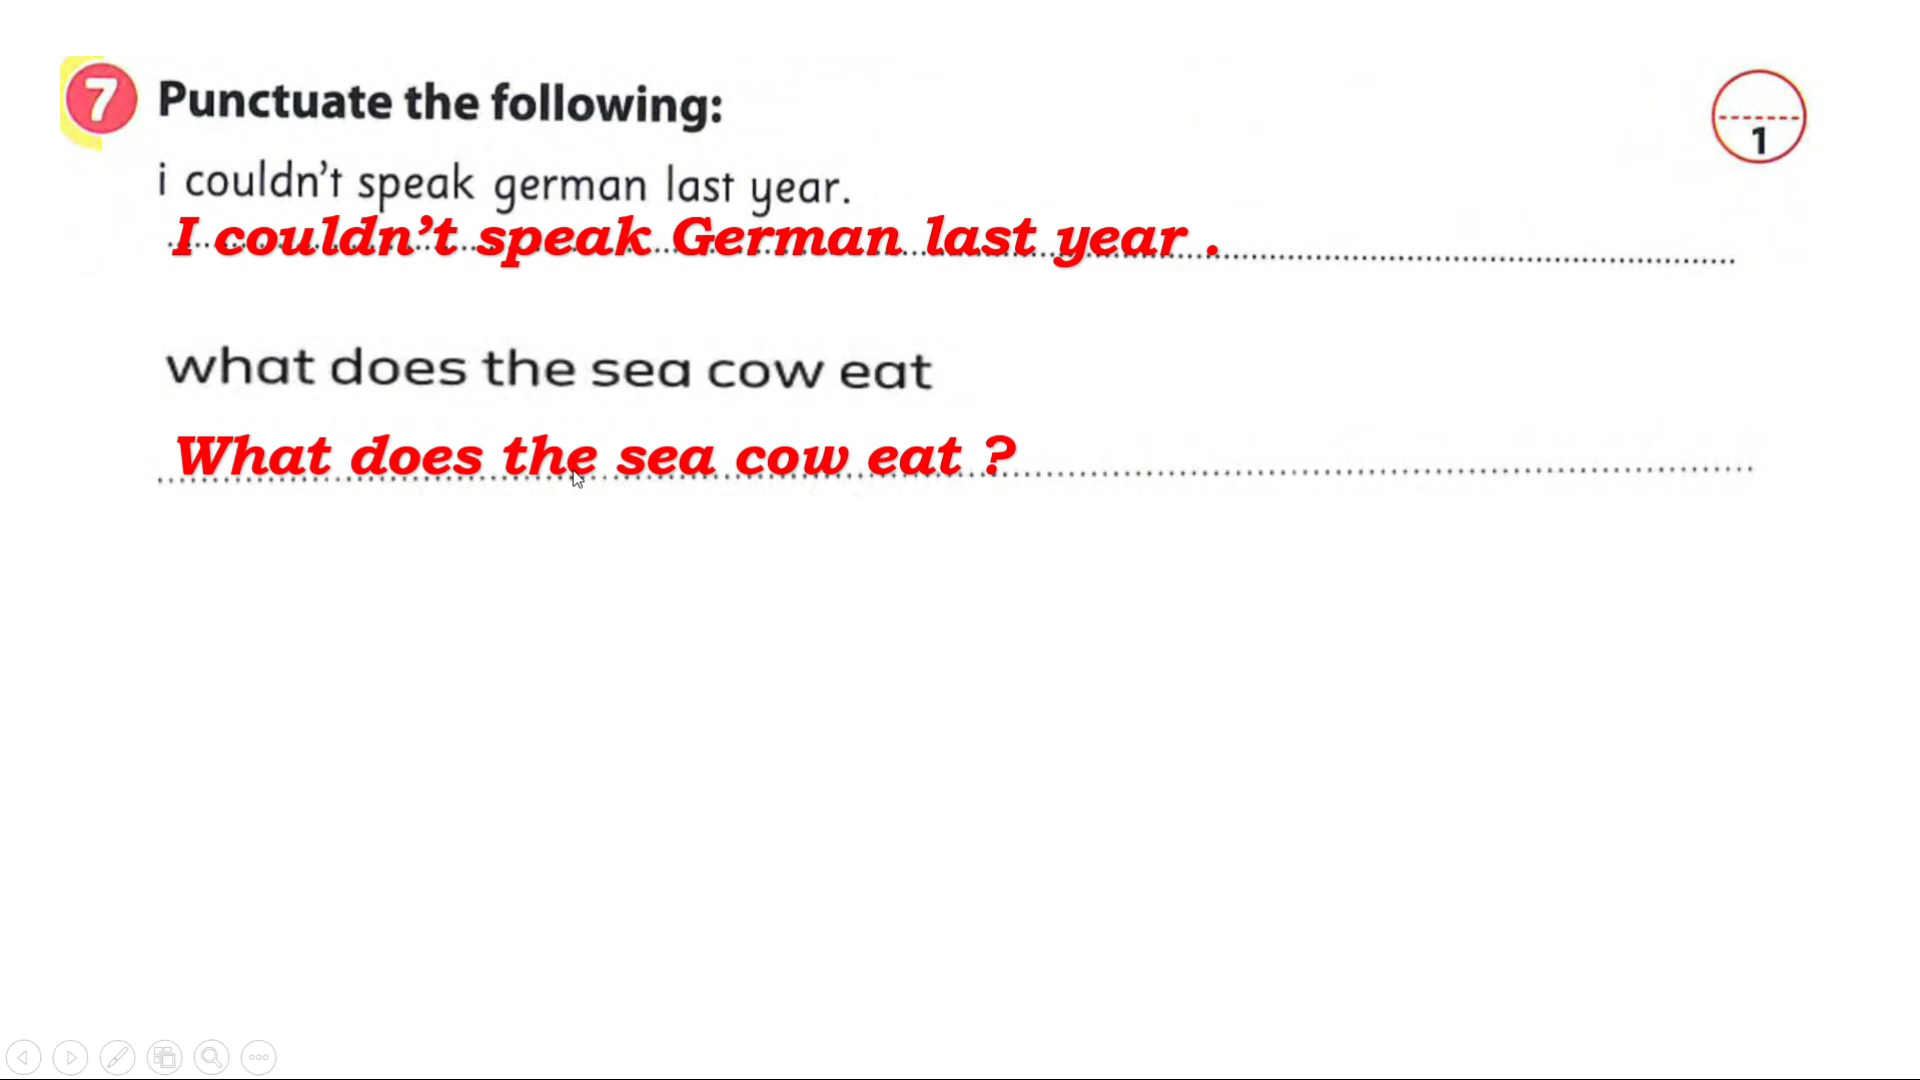 7 Punctuate the following:
1
i couldn't speak german last year.
I couldn't speak German last year .
what does the sea cow eat
What does the sea cow eat ?